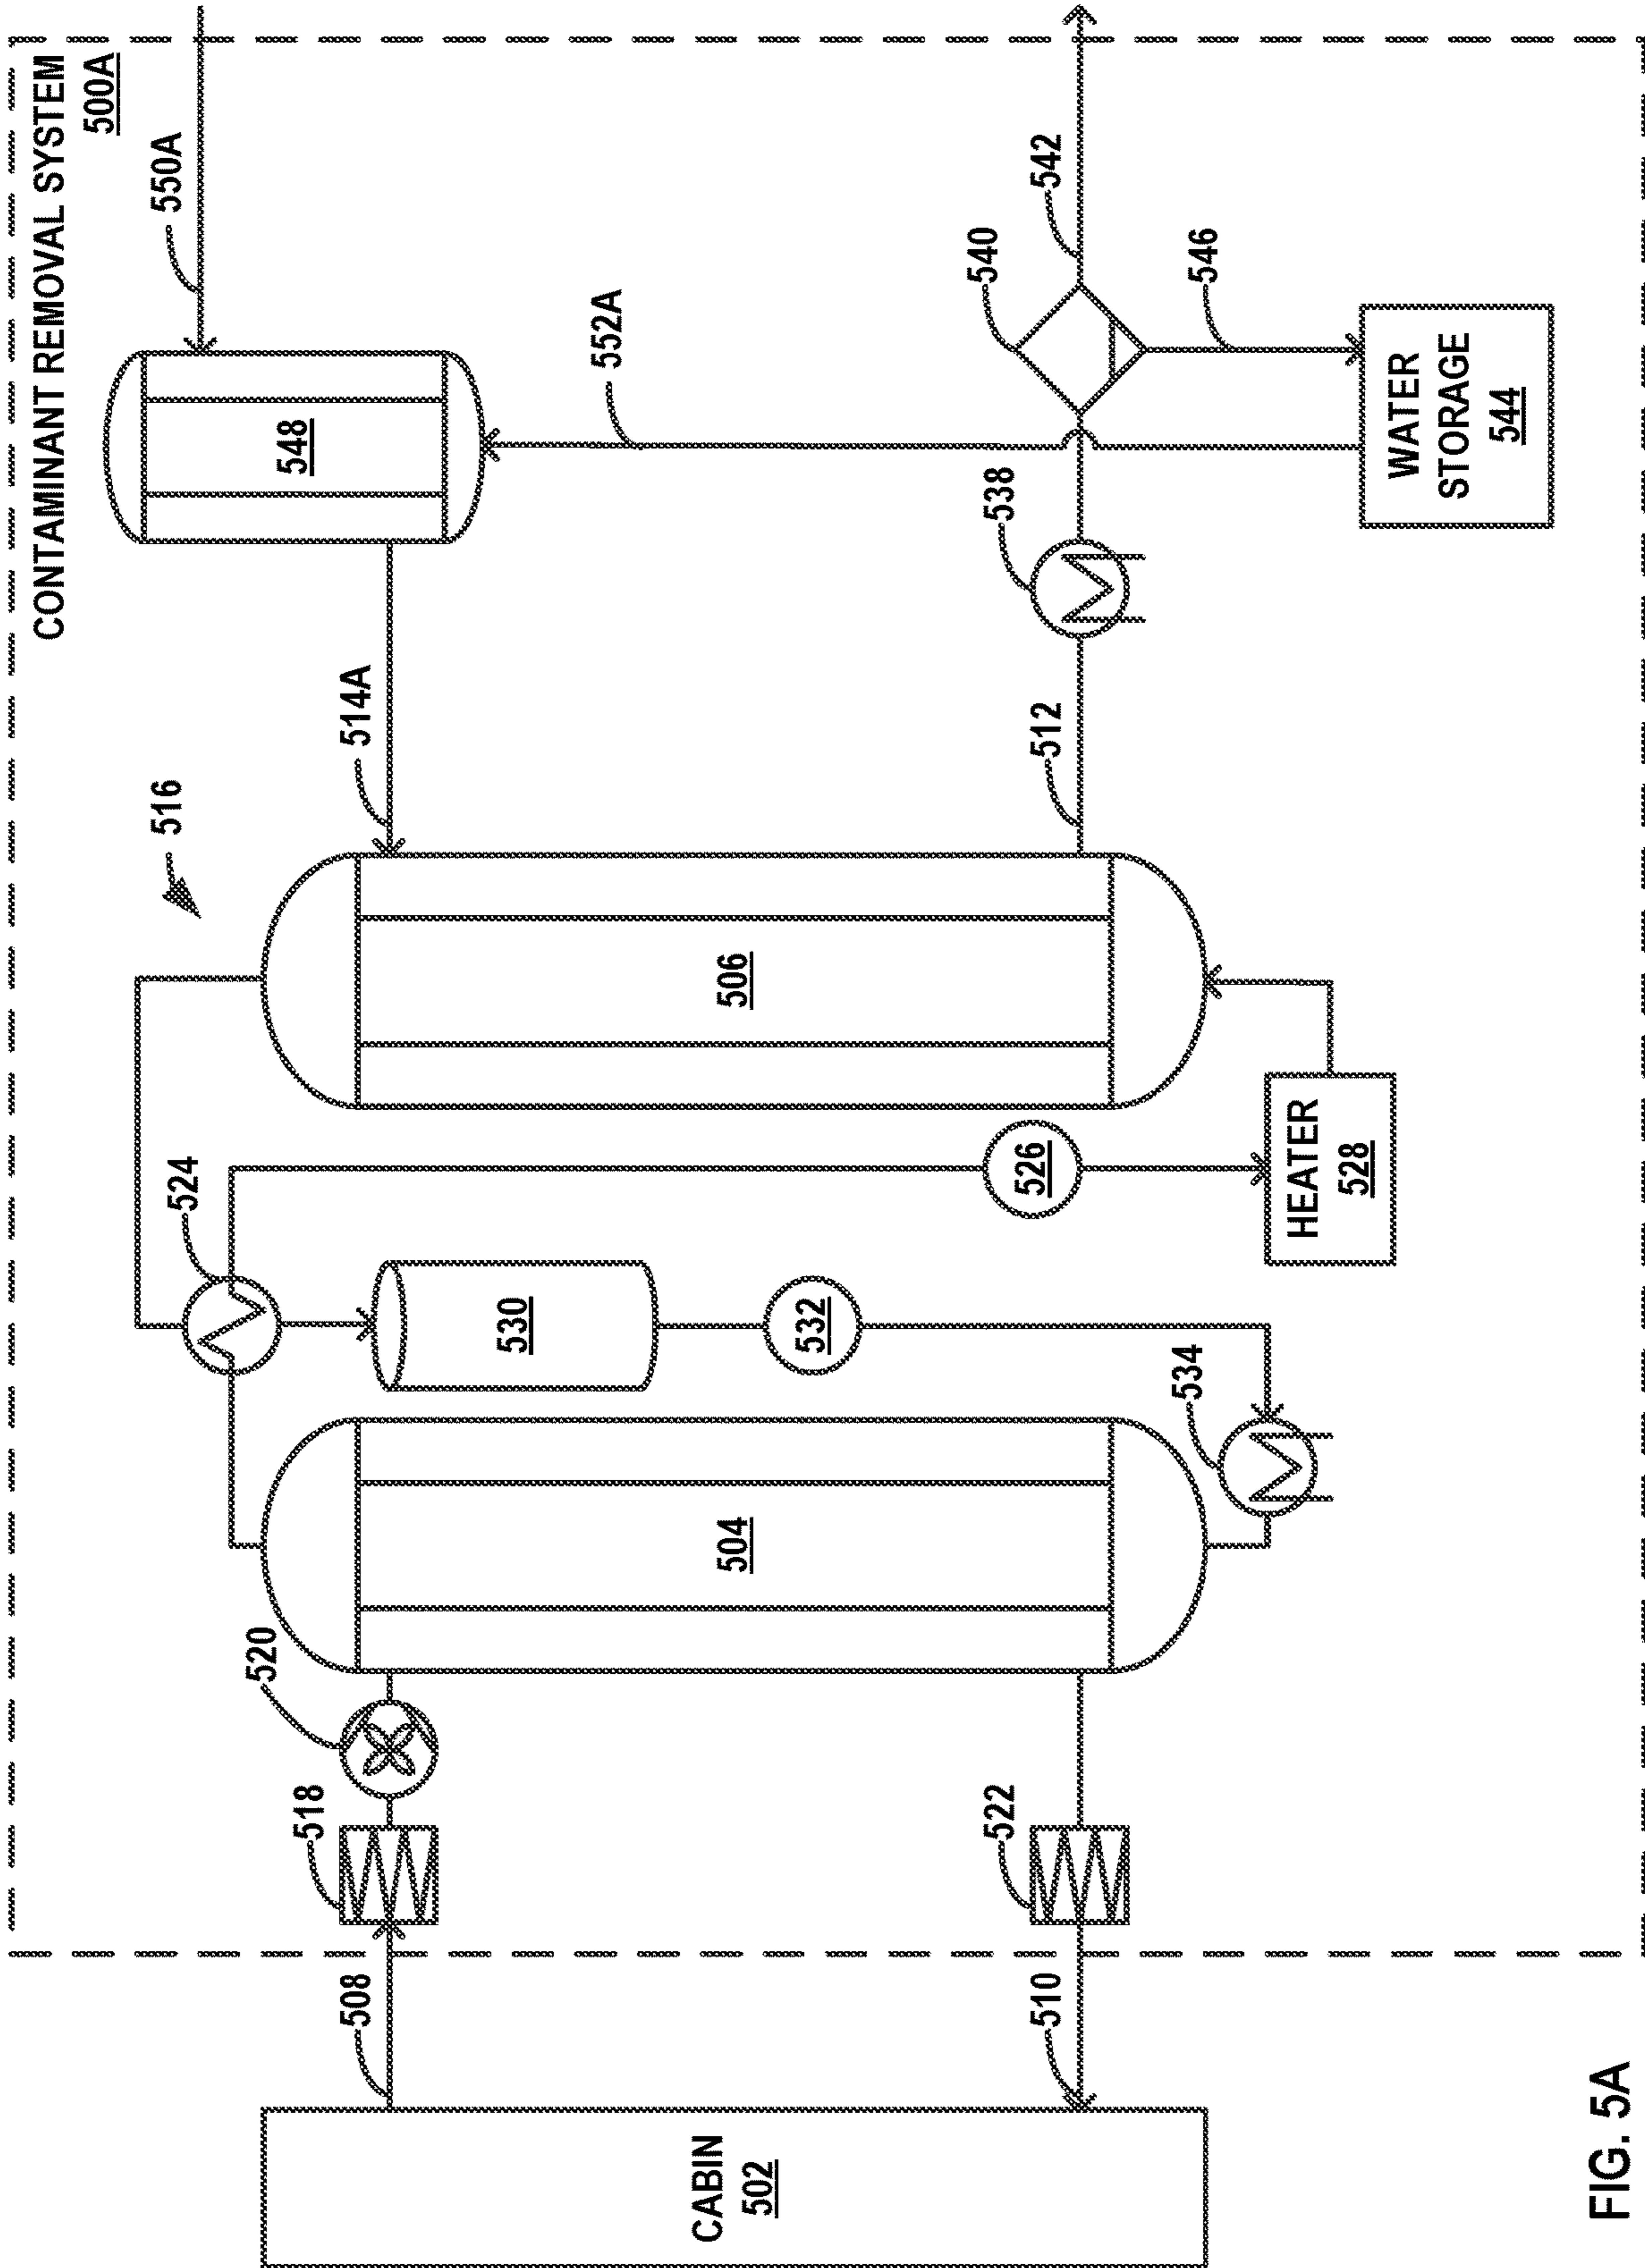 CONTAMINANT REMOVAL SYSTEM
500A
550A
548
514A
552A
516
540
542
538
546
512
WATER
STORAGE
544
506
524
526
HEATER
528
530
532
534
504
520
518
522
508
510
CABIN
502
FIG. 5A